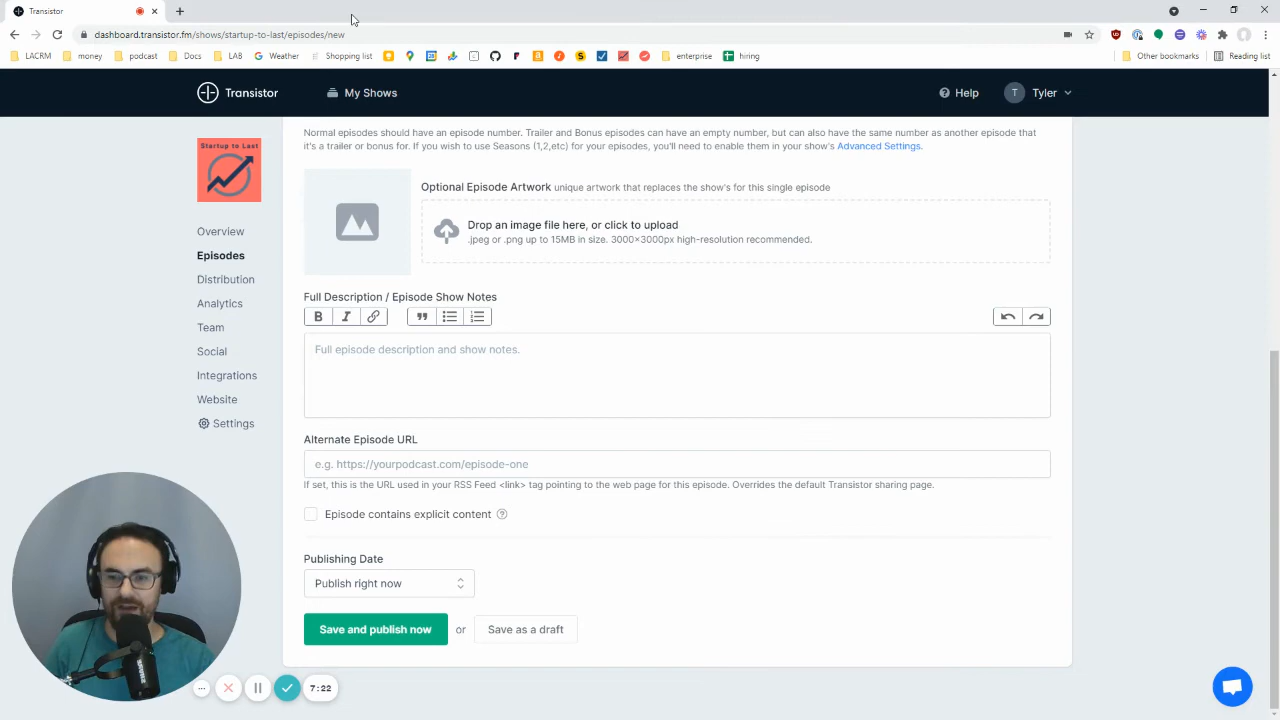 Transistor
dashboard.transistor.fm/shows/startup-to-last/episodes/new
LACRM
money
podcast
Docs
LAB
Weather
Shopping list
enterprise
hiring
Other bookmarks
Reading list
Transistor
My Shows
Help
T
Tyler
Startup to Last
Overview
Episodes
Distribution
Analytics
Team
Social
Integrations
Website
Settings
Normal episodes should have an episode number. Trailer and Bonus episodes can have an empty number, but can also have the same number as another episode that
it's a trailer or bonus for. If you wish to use Seasons (1,2,etc) for your episodes, you'll need to enable them in your show's Advanced Settings.
Optional Episode Artwork unique artwork that replaces the show's for this single episode
Drop an image file here, or click to upload
.jpeg or .png up to 15MB in size. 3000×3000px high-resolution recommended.
Full Description / Episode Show Notes
B I
Full episode description and show notes.
Alternate Episode URL
e.g. https://yourpodcast.com/episode-one
If set, this is the URL used in your RSS Feed <link> tag pointing to the web page for this episode. Overrides the default Transistor sharing page.
Episode contains explicit content ?
Publishing Date
Publish right now
Save and publish now or Save as a draft
7:22